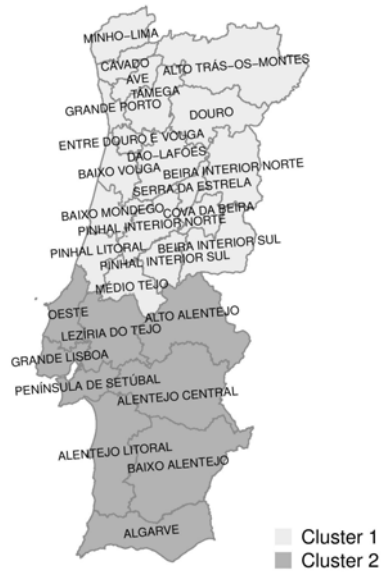 MINHO−LIMA
CAVADO
AVE
ALTO TRÁS−OS−MONTES
TÂMEGA
GRANDE PORTO
DOURO
ENTRE DOURO E VOUGA
DÃO−LAFÕES
BAIXO VOUGA
BEIRA INTERIOR NORTE
SERRA DA ESTRELA
BAIXO MONDEGO
COVA DA BEIRA
PINHAL INTERIOR NORTE
PINHAL LITORAL
BEIRA INTERIOR SUL
PINHAL INTERIOR SUL
MÉDIO TEJO
OESTE
ALTO ALENTEJO
LEZÍRIA DO TEJO
GRANDE LISBOA
PENÍNSULA DE SETÚBAL
ALENTEJO CENTRAL
ALENTEJO LITORAL
BAIXO ALENTEJO
ALGARVE
Cluster 1
Cluster 2